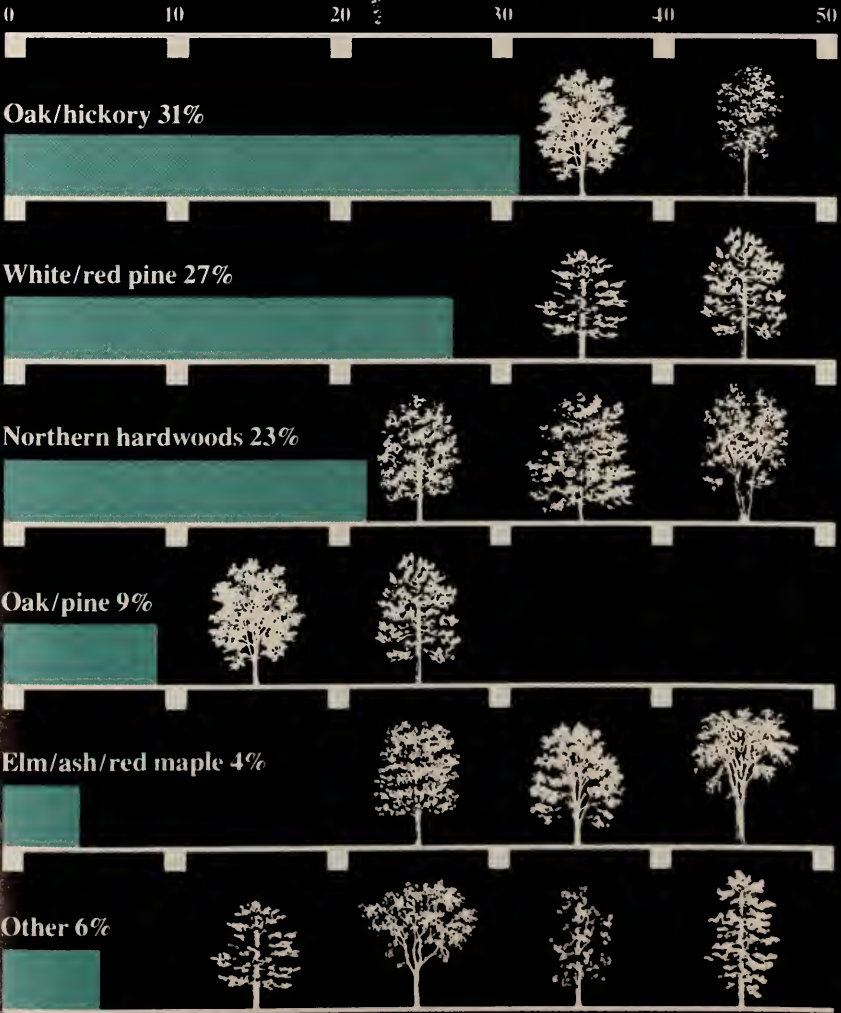 0 10 20 30 40 50
Oak/hickory 31%
White/red pine 27%
Northern hardwoods 23%
Oak/pine 9%
Elm/ash/red maple 4%
Other 6%